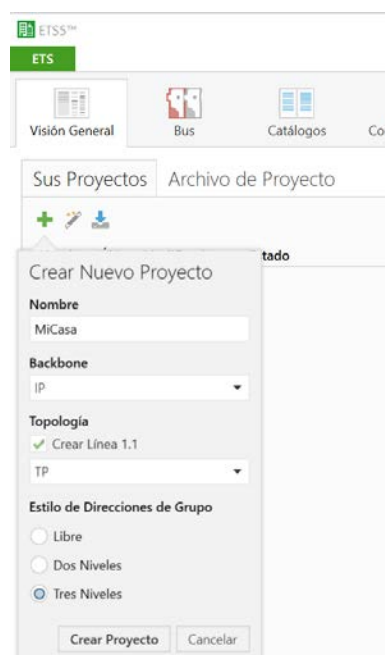 ETS5™
ETS
Visión General Bus Catálogos Co
Sus Proyectos Archivo de Proyecto
tado
Crear Nuevo Proyecto
Nombre
MiCasa
Backbone
IP
Topología
Crear Línea 1.1
TP
Estilo de Direcciones de Grupo
Libre
Dos Niveles
Tres Niveles
Crear Proyecto Cancelar